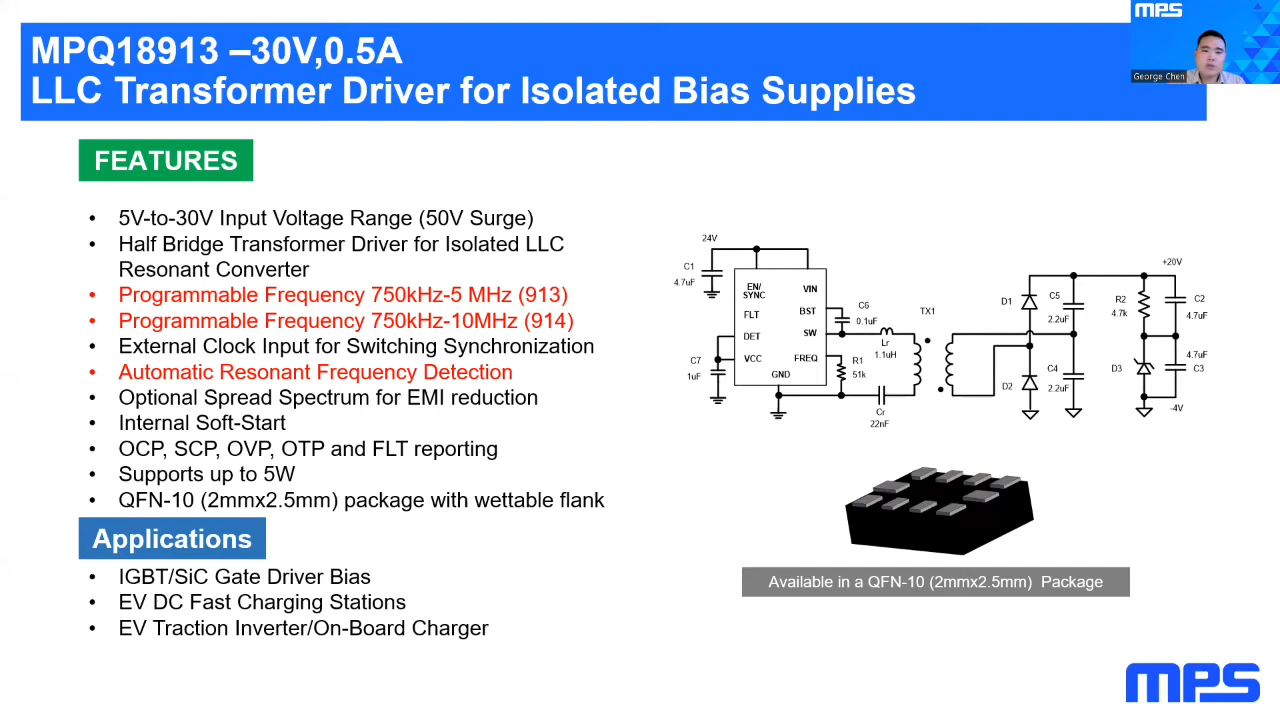 MPS
George Chen
MPQ18913 –30V,0.5A
LLC Transformer Driver for Isolated Bias Supplies
FEATURES
• 5V-to-30V Input Voltage Range (50V Surge)
• Half Bridge Transformer Driver for Isolated LLC
Resonant Converter
• Programmable Frequency 750kHz-5 MHz (913)
• Programmable Frequency 750kHz-10MHz (914)
• External Clock Input for Switching Synchronization
• Automatic Resonant Frequency Detection
• Optional Spread Spectrum for EMI reduction
• Internal Soft-Start
• OCP, SCP, OVP, OTP and FLT reporting
• Supports up to 5W
• QFN-10 (2mmx2.5mm) package with wettable flank
Applications
• IGBT/SiC Gate Driver Bias
• EV DC Fast Charging Stations
• EV Traction Inverter/On-Board Charger
24V
C1
4.7uF
EN/
SYNC
VIN
FLT
BST
DET
SW
VCC
FREQ
GND
C7
1uF
C6
0.1uF
Lr
1.1uH
R1
51k
Cr
22nF
TX1
D1
D2
C5
2.2uF
C4
2.2uF
+20V
R2
4.7k
C2
4.7uF
D3
4.7uF
C3
-4V
Available in a QFN-10 (2mmx2.5mm) Package
MPS